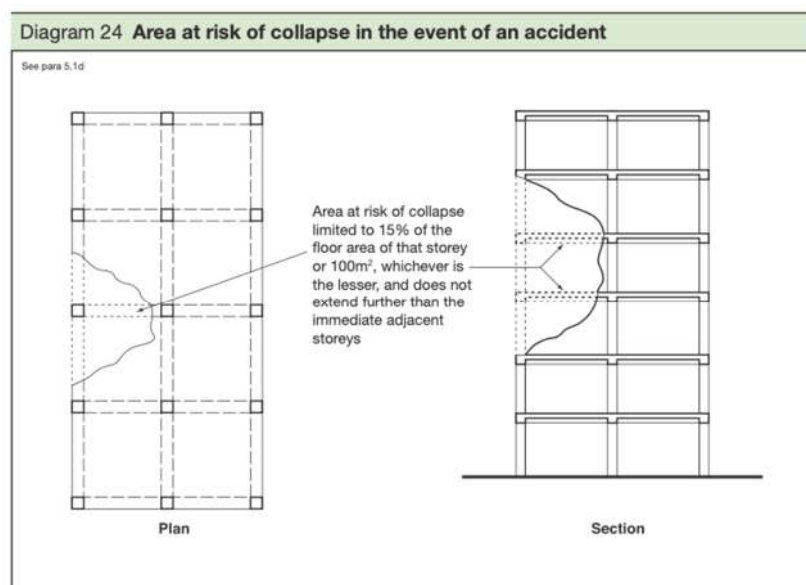 Diagram 24 Area at risk of collapse in the event of an accident
See para 5.1d
Area at risk of collapse
limited to 15% of the
floor area of that storey
or 100m², whichever is
the lesser, and does not
extend further than the
immediate adjacent
storeys
Plan
Section